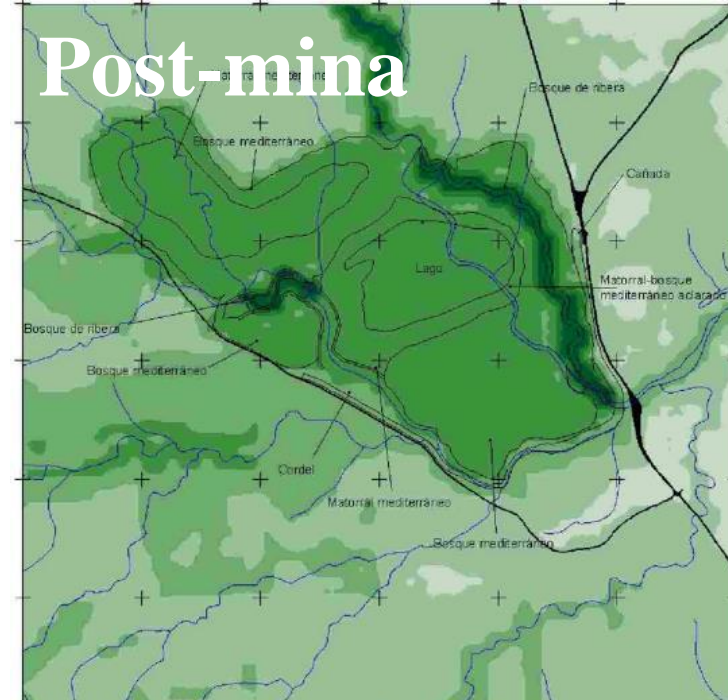 Post-mina
Bosque de ribera
Bosque mediterráneo
Cañada
Lago
Matorral-bosque
mediterráneo aclarado
Bosque de ribera
Bosque mediterráneo
Cordel
Matorral mediterráneo
Bosque mediterráneo